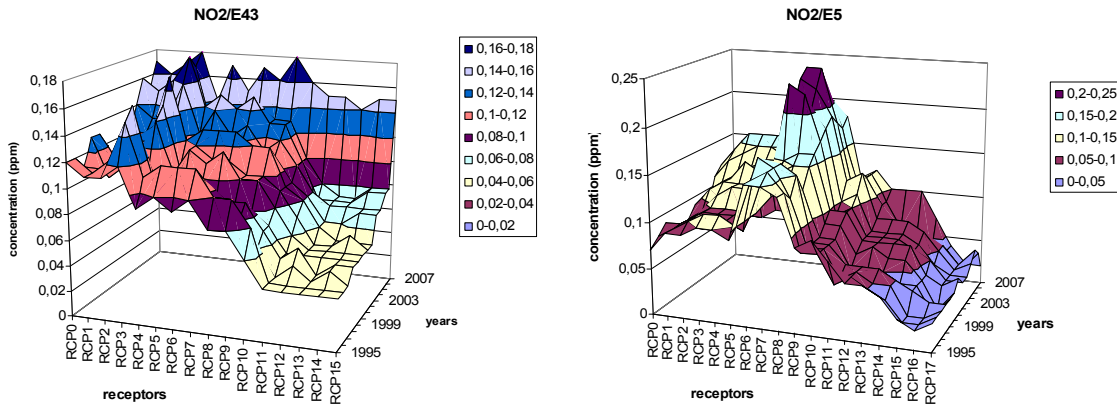 NO2/E43
concentration (ppm)
0,18
0,16
0,14
0,12
0,1
0,08
0,06
0,04
0,02
0
RCP0
RCP1
RCP2
RCP3
RCP4
RCP5
RCP6
RCP7
RCP8
RCP9
RCP10
RCP11
RCP12
RCP13
RCP14
RCP15
receptors
1995
1999
2003
2007
years
0,16-0,18
0,14-0,16
0,12-0,14
0,1-0,12
0,08-0,1
0,06-0,08
0,04-0,06
0,02-0,04
0-0,02
NO2/E5
concentration (ppm)
0,25
0,2
0,15
0,1
0,05
0
RCP0
RCP1
RCP2
RCP3
RCP4
RCP5
RCP6
RCP7
RCP8
RCP9
RCP10
RCP11
RCP12
RCP13
RCP14
RCP15
RCP16
RCP17
receptors
1995
1999
2003
2007
years
0,2-0,25
0,15-0,2
0,1-0,15
0,05-0,1
0-0,05